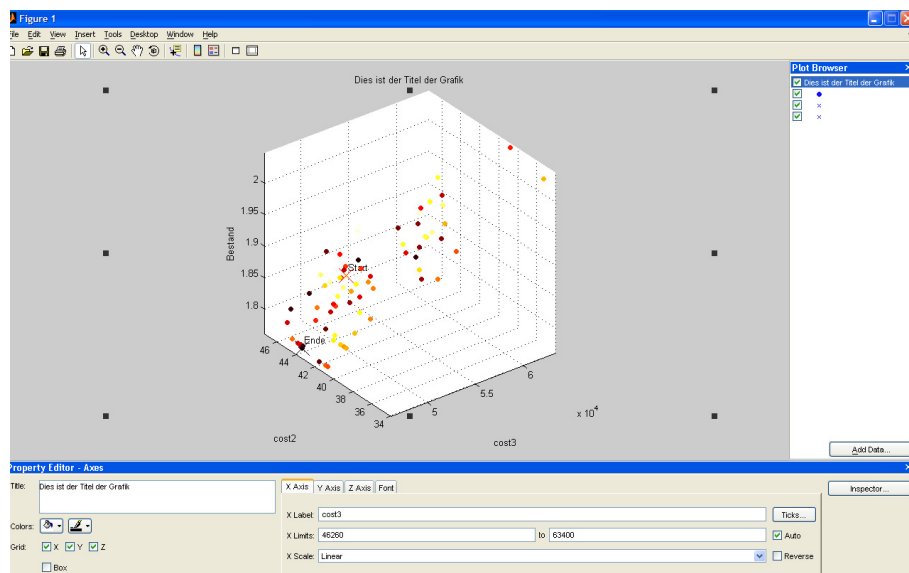 Figure 1
File Edit View Insert Tools Desktop Window Help
Plot Browser
Dies ist der Titel der Grafik
Dies ist der Titel der Grafik
2
1.95
1.9
1.85
1.8
Bestand
Start
Ende
46
44
42
40
38
36
34
5
5.5
6
x 10^4
cost2
cost3
Add Data...
Property Editor - Axes
Title: Dies ist der Titel der Grafik
Colors:
Grid: X Y Z
Box
X Axis Y Axis Z Axis Font
X Label: cost3 Ticks...
X Limits: 46260 to 63400 Auto
X Scale: Linear Reverse
Inspector...